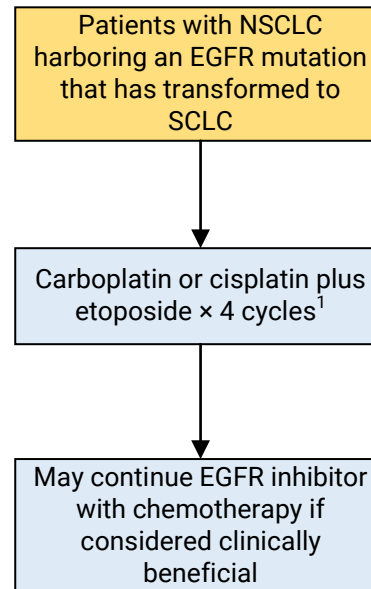 Patients with NSCLC
harboring an EGFR mutation
that has transformed to
SCLC
Carboplatin or cisplatin plus
etoposide × 4 cycles¹
May continue EGFR inhibitor
with chemotherapy if
considered clinically
beneficial